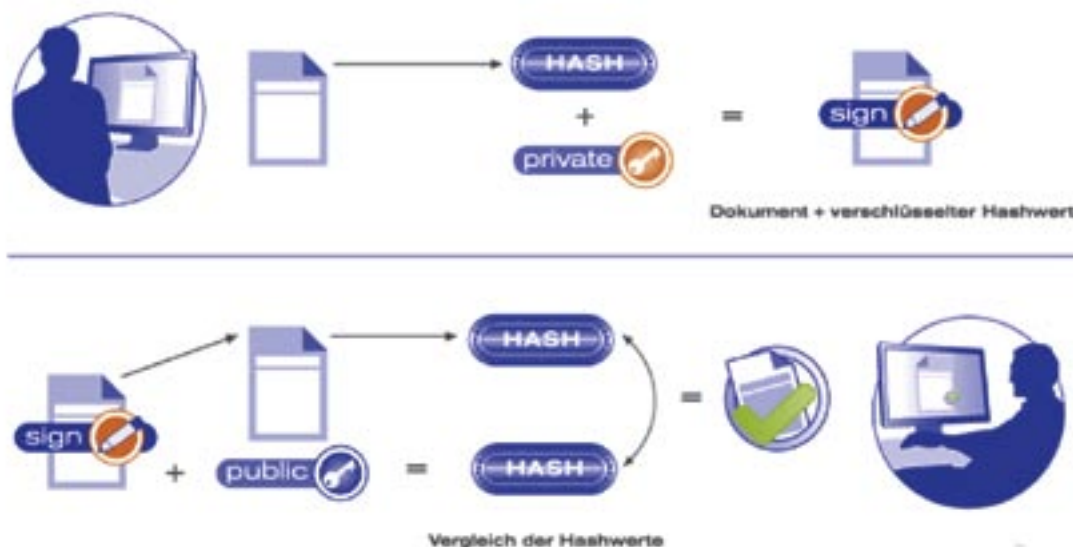 HASH
+
private
=
sign
Dokument + verschlüsselter Hashwert
HASH
sign
+
public
=
HASH
=
Vergleich der Hashwerte